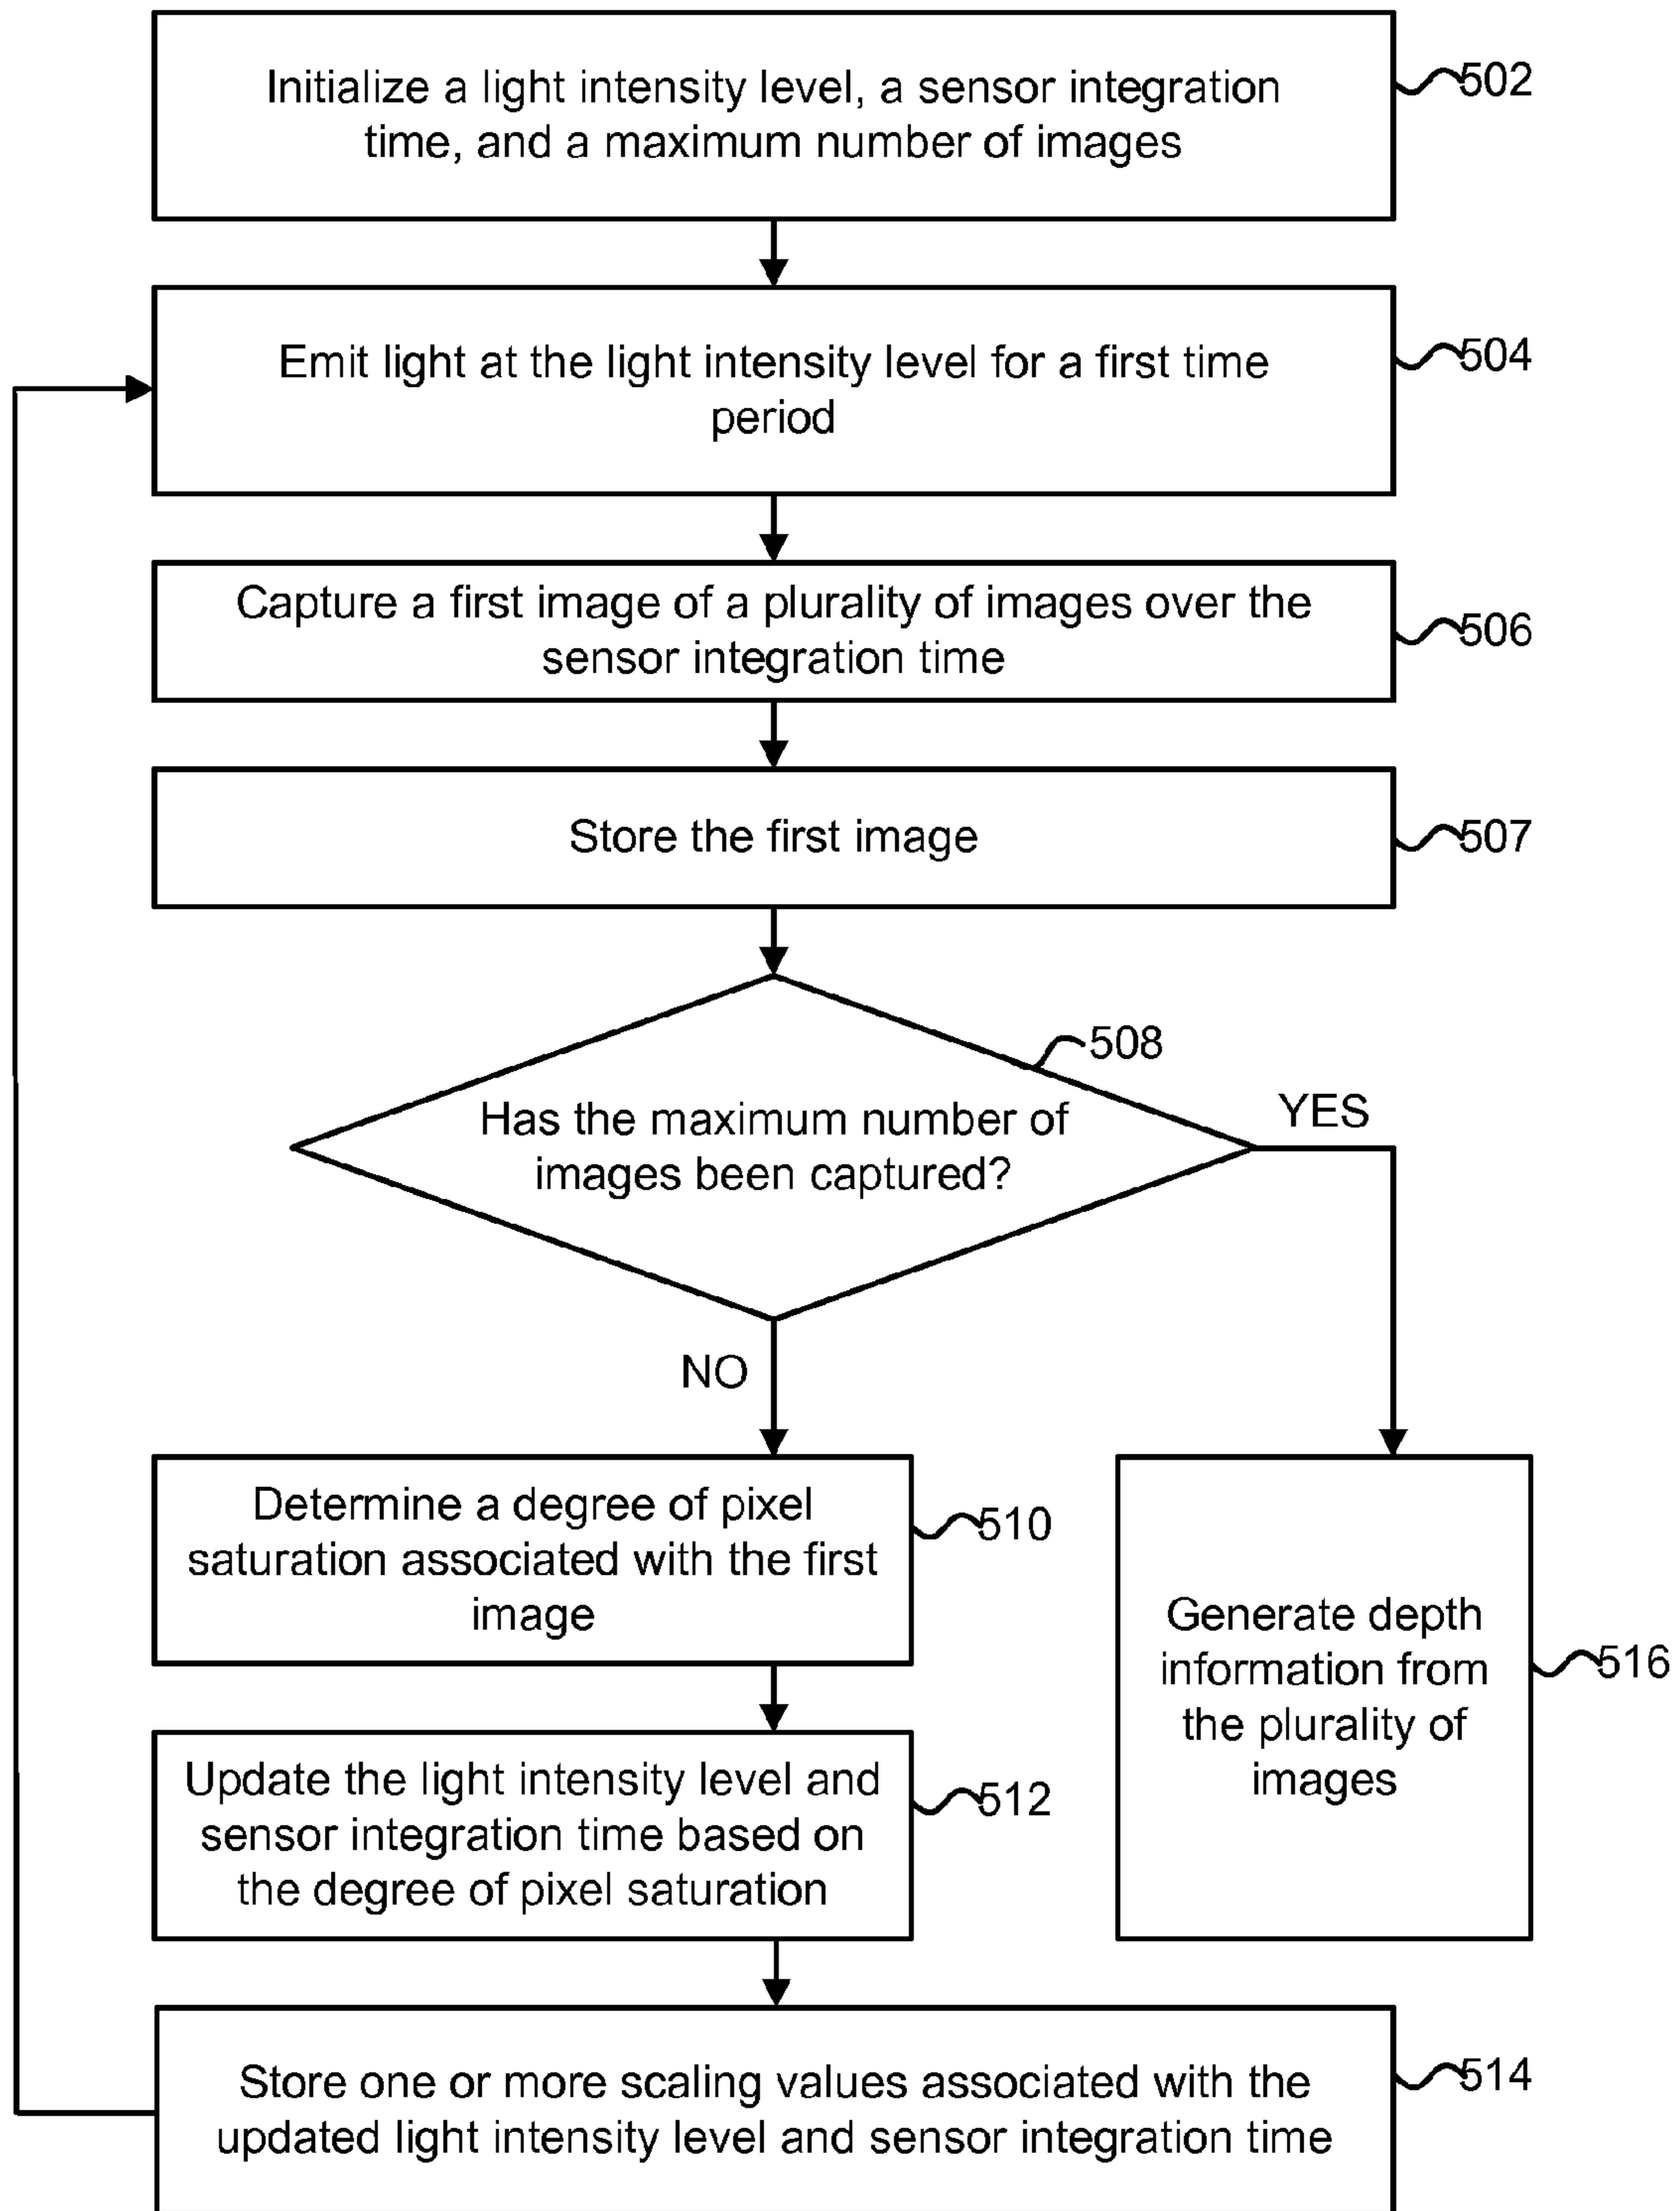 Initialize a light intensity level, a sensor integration
time, and a maximum number of images
502
Emit light at the light intensity level for a first time
period
504
Capture a first image of a plurality of images over the
sensor integration time
506
Store the first image
507
508
Has the maximum number of
images been captured?
YES
NO
Determine a degree of pixel
saturation associated with the first
image
510
Generate depth
information from
the plurality of
images
516
Update the light intensity level and
sensor integration time based on
the degree of pixel saturation
512
Store one or more scaling values associated with the
updated light intensity level and sensor integration time
514